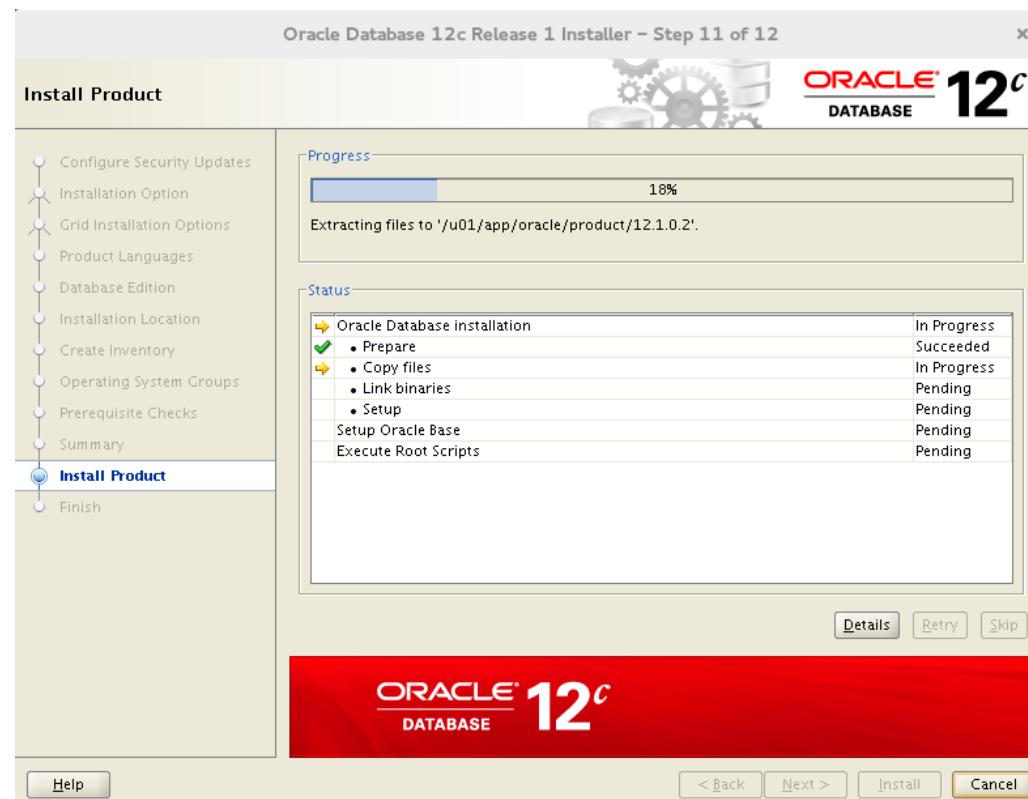 Oracle Database 12c Release 1 Installer – Step 11 of 12
Install Product
ORACLE
DATABASE
12c
Configure Security Updates
Installation Option
Grid Installation Options
Product Languages
Database Edition
Installation Location
Create Inventory
Operating System Groups
Prerequisite Checks
Summary
Install Product
Finish
Progress
18%
Extracting files to '/u01/app/oracle/product/12.1.0.2'.
Status
Oracle Database installation In Progress
• Prepare Succeeded
• Copy files In Progress
• Link binaries Pending
• Setup Pending
Setup Oracle Base Pending
Execute Root Scripts Pending
Details Retry Skip
ORACLE
DATABASE
12c
Help < Back Next > Install Cancel